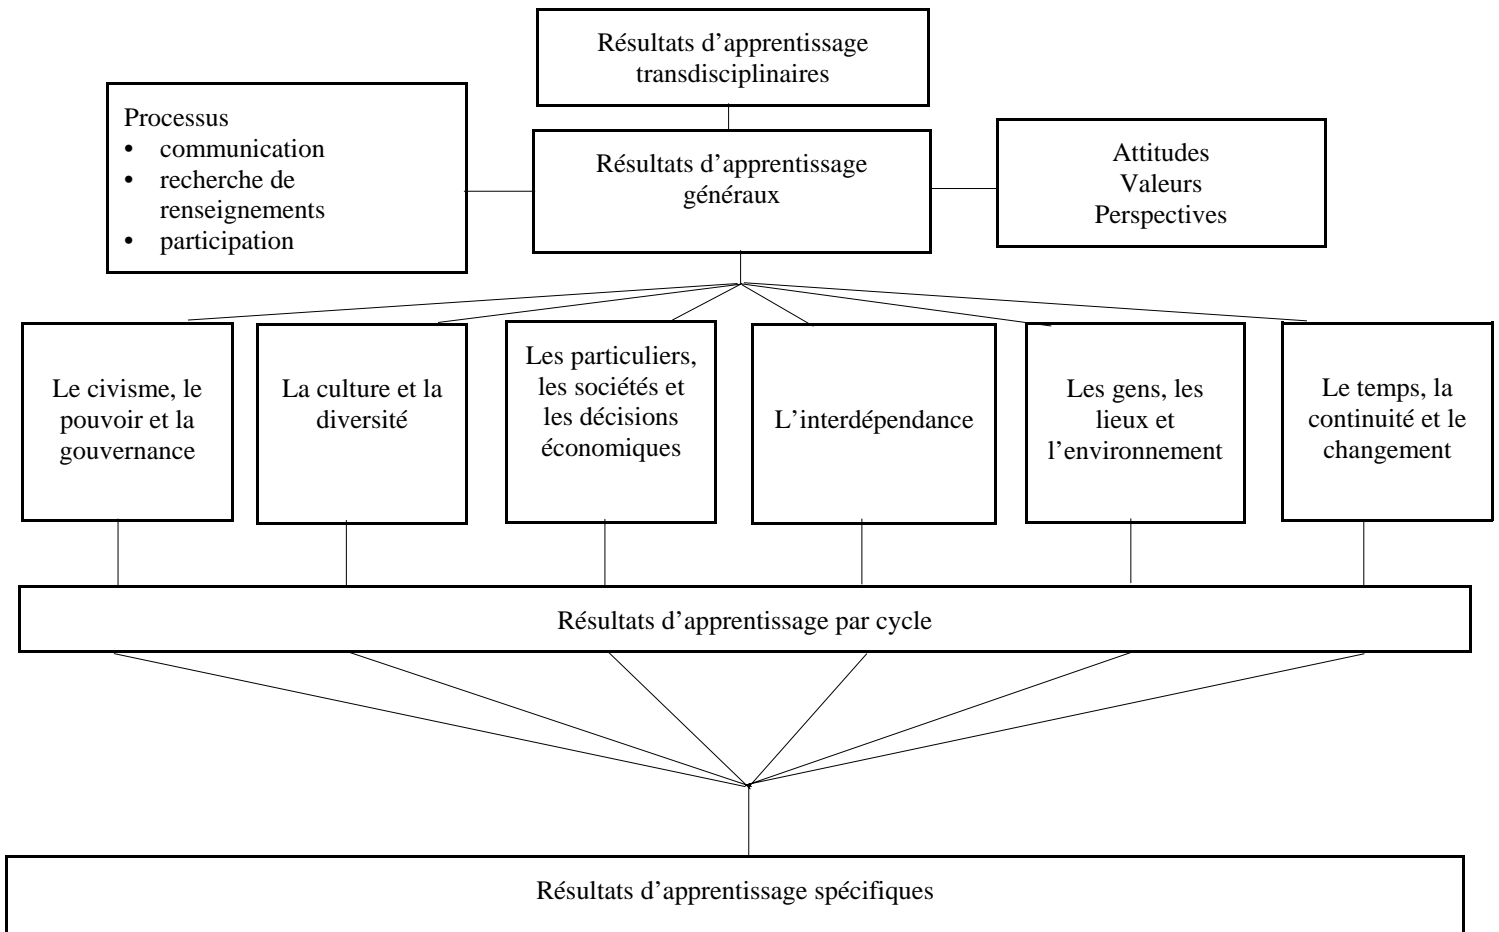 Résultats d’apprentissage
transdisciplinaires
Processus
• communication
• recherche de
renseignements
• participation
Résultats d’apprentissage
généraux
Attitudes
Valeurs
Perspectives
Le civisme, le
pouvoir et la
gouvernance
La culture et la
diversité
Les particuliers,
les sociétés et
les décisions
économiques
L’interdépendance
Les gens, les
lieux et
l’environnement
Le temps, la
continuité et le
changement
Résultats d’apprentissage par cycle
Résultats d’apprentissage spécifiques